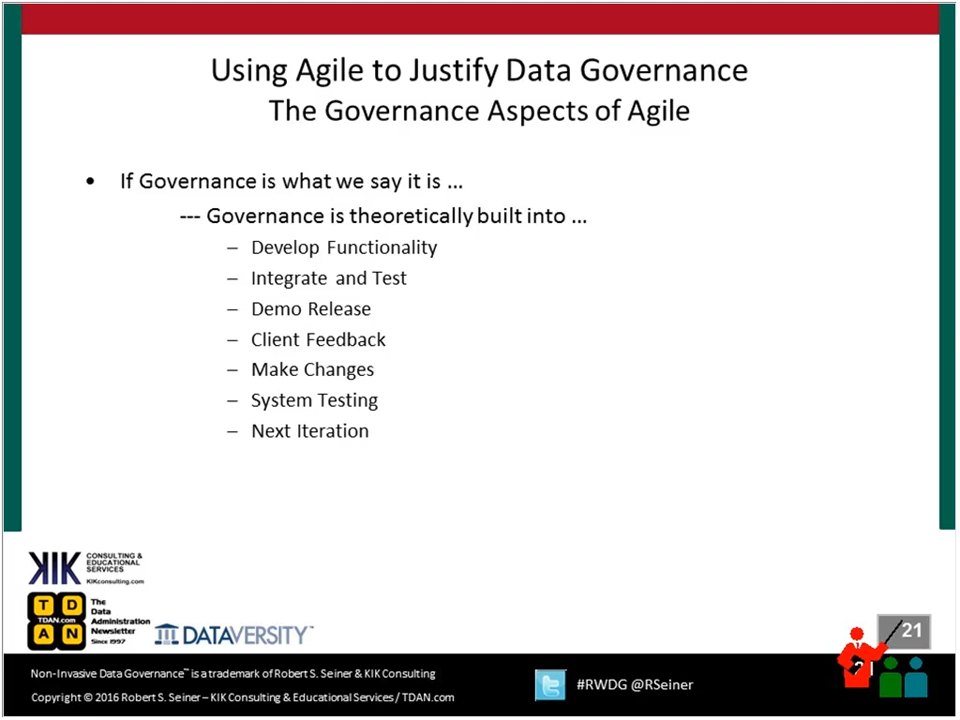 Using Agile to Justify Data Governance
The Governance Aspects of Agile
• If Governance is what we say it is ...
--- Governance is theoretically built into ...
– Develop Functionality
– Integrate and Test
– Demo Release
– Client Feedback
– Make Changes
– System Testing
– Next Iteration
KIK
CONSULTING &
EDUCATIONAL
SERVICES
KIKconsulting.com
T D
TDAN.com
A N
The
Data
Administration
Newsletter
Since 1997
DATAVERSITY™
21
Non-Invasive Data Governance™ is a trademark of Robert S. Seiner & KIK Consulting
Copyright © 2016 Robert S. Seiner – KIK Consulting & Educational Services / TDAN.com
#RWDG @RSeiner